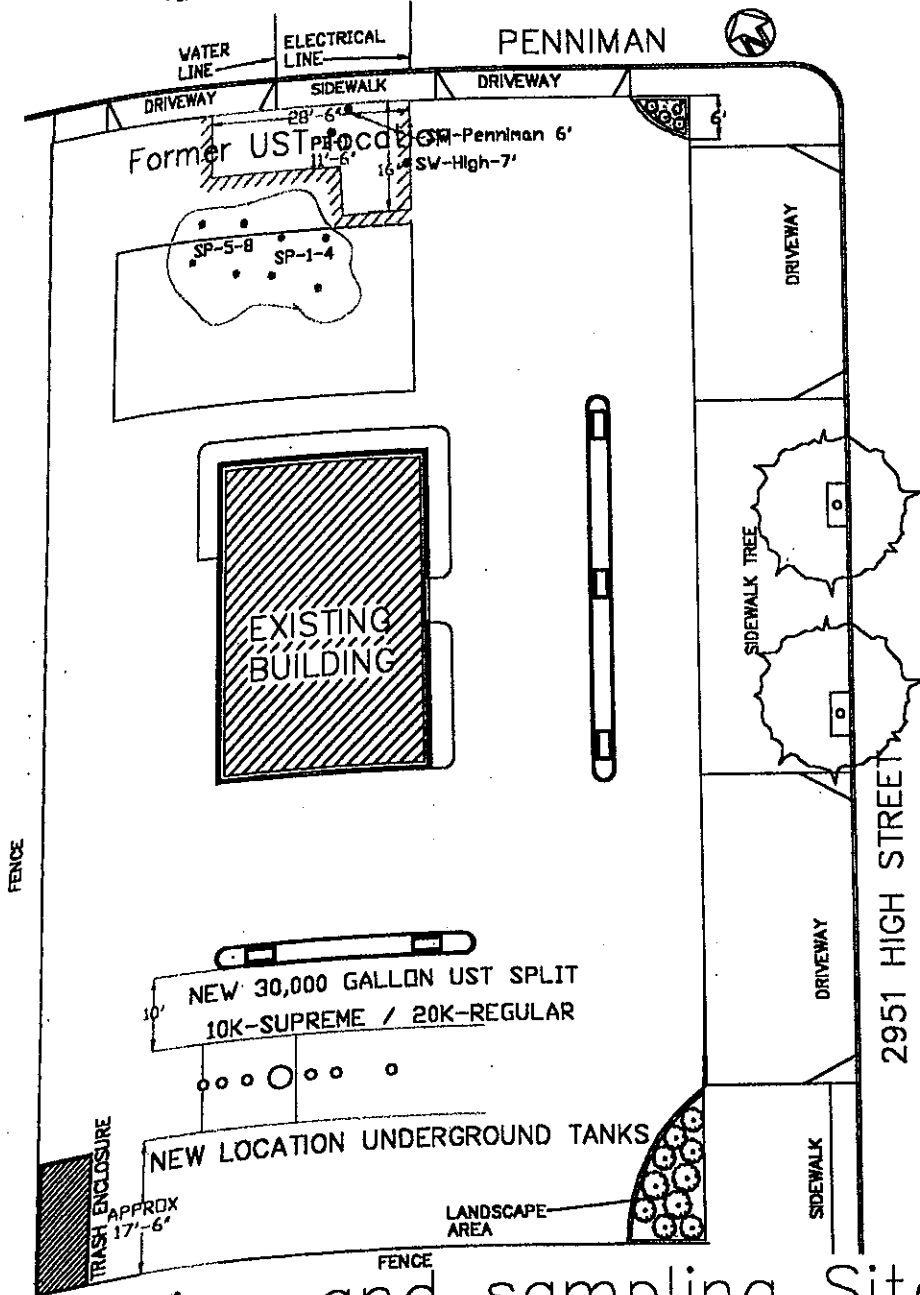 PENNIMAN
WATER
LINE
ELECTRICAL
LINE
DRIVEWAY
SIDEWALK
DRIVEWAY
28'-6"
6'
Former UST Location
SW-Penniman 6'
11'-6"
16'
SW-High-7'
SP-5-8
SP-1-4
DRIVEWAY
EXISTING
BUILDING
SIDEWALK TREE
FENCE
2951 HIGH STREET
DRIVEWAY
NEW 30,000 GALLON UST SPLIT
10K-SUPREME / 20K-REGULAR
10'
NEW LOCATION UNDERGROUND TANKS
TRASH ENCLOSURE
APPROX
17'-6"
LANDSCAPE
AREA
SIDEWALK
FENCE
and sampling Site